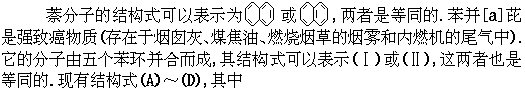 萘分子的结构式可以表示为或,两者是等同的.苯并[a]芘
是强致癌物质(存在于烟囱灰、煤焦油、燃烧烟草的烟雾和内燃机的尾气中).
它的分子由五个苯环并合而成,其结构式可以表示(Ⅰ)或(Ⅱ),这两者也是
等同的.现有结构式(A)~(D),其中